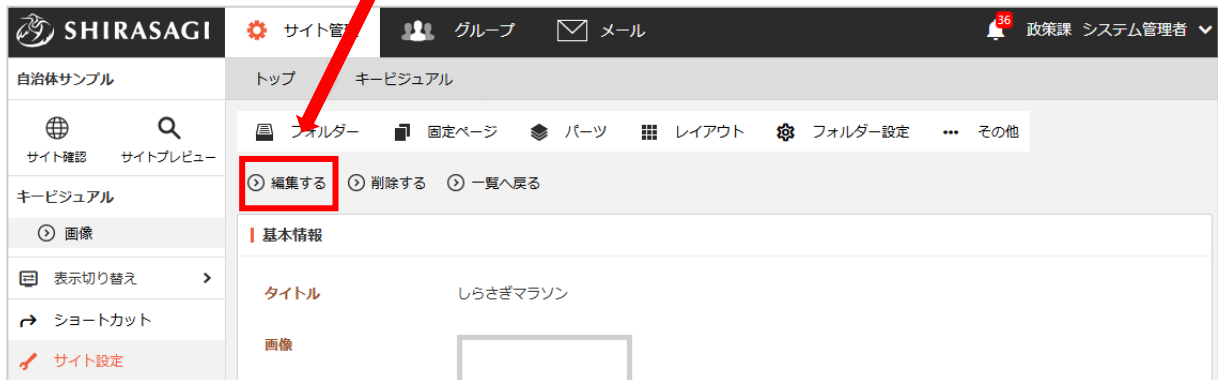 SHIRASAGI サイト管 グループ メール 36 政策課 システム管理者
自治体サンプル トップ キービジュアル
フォルダー 固定ページ パーツ レイアウト フォルダー設定 その他
サイト確認 サイトプレビュー
編集する 削除する 一覧へ戻る
キービジュアル
画像
基本情報
表示切り替え
タイトル しらさぎマラソン
ショートカット
画像
サイト設定